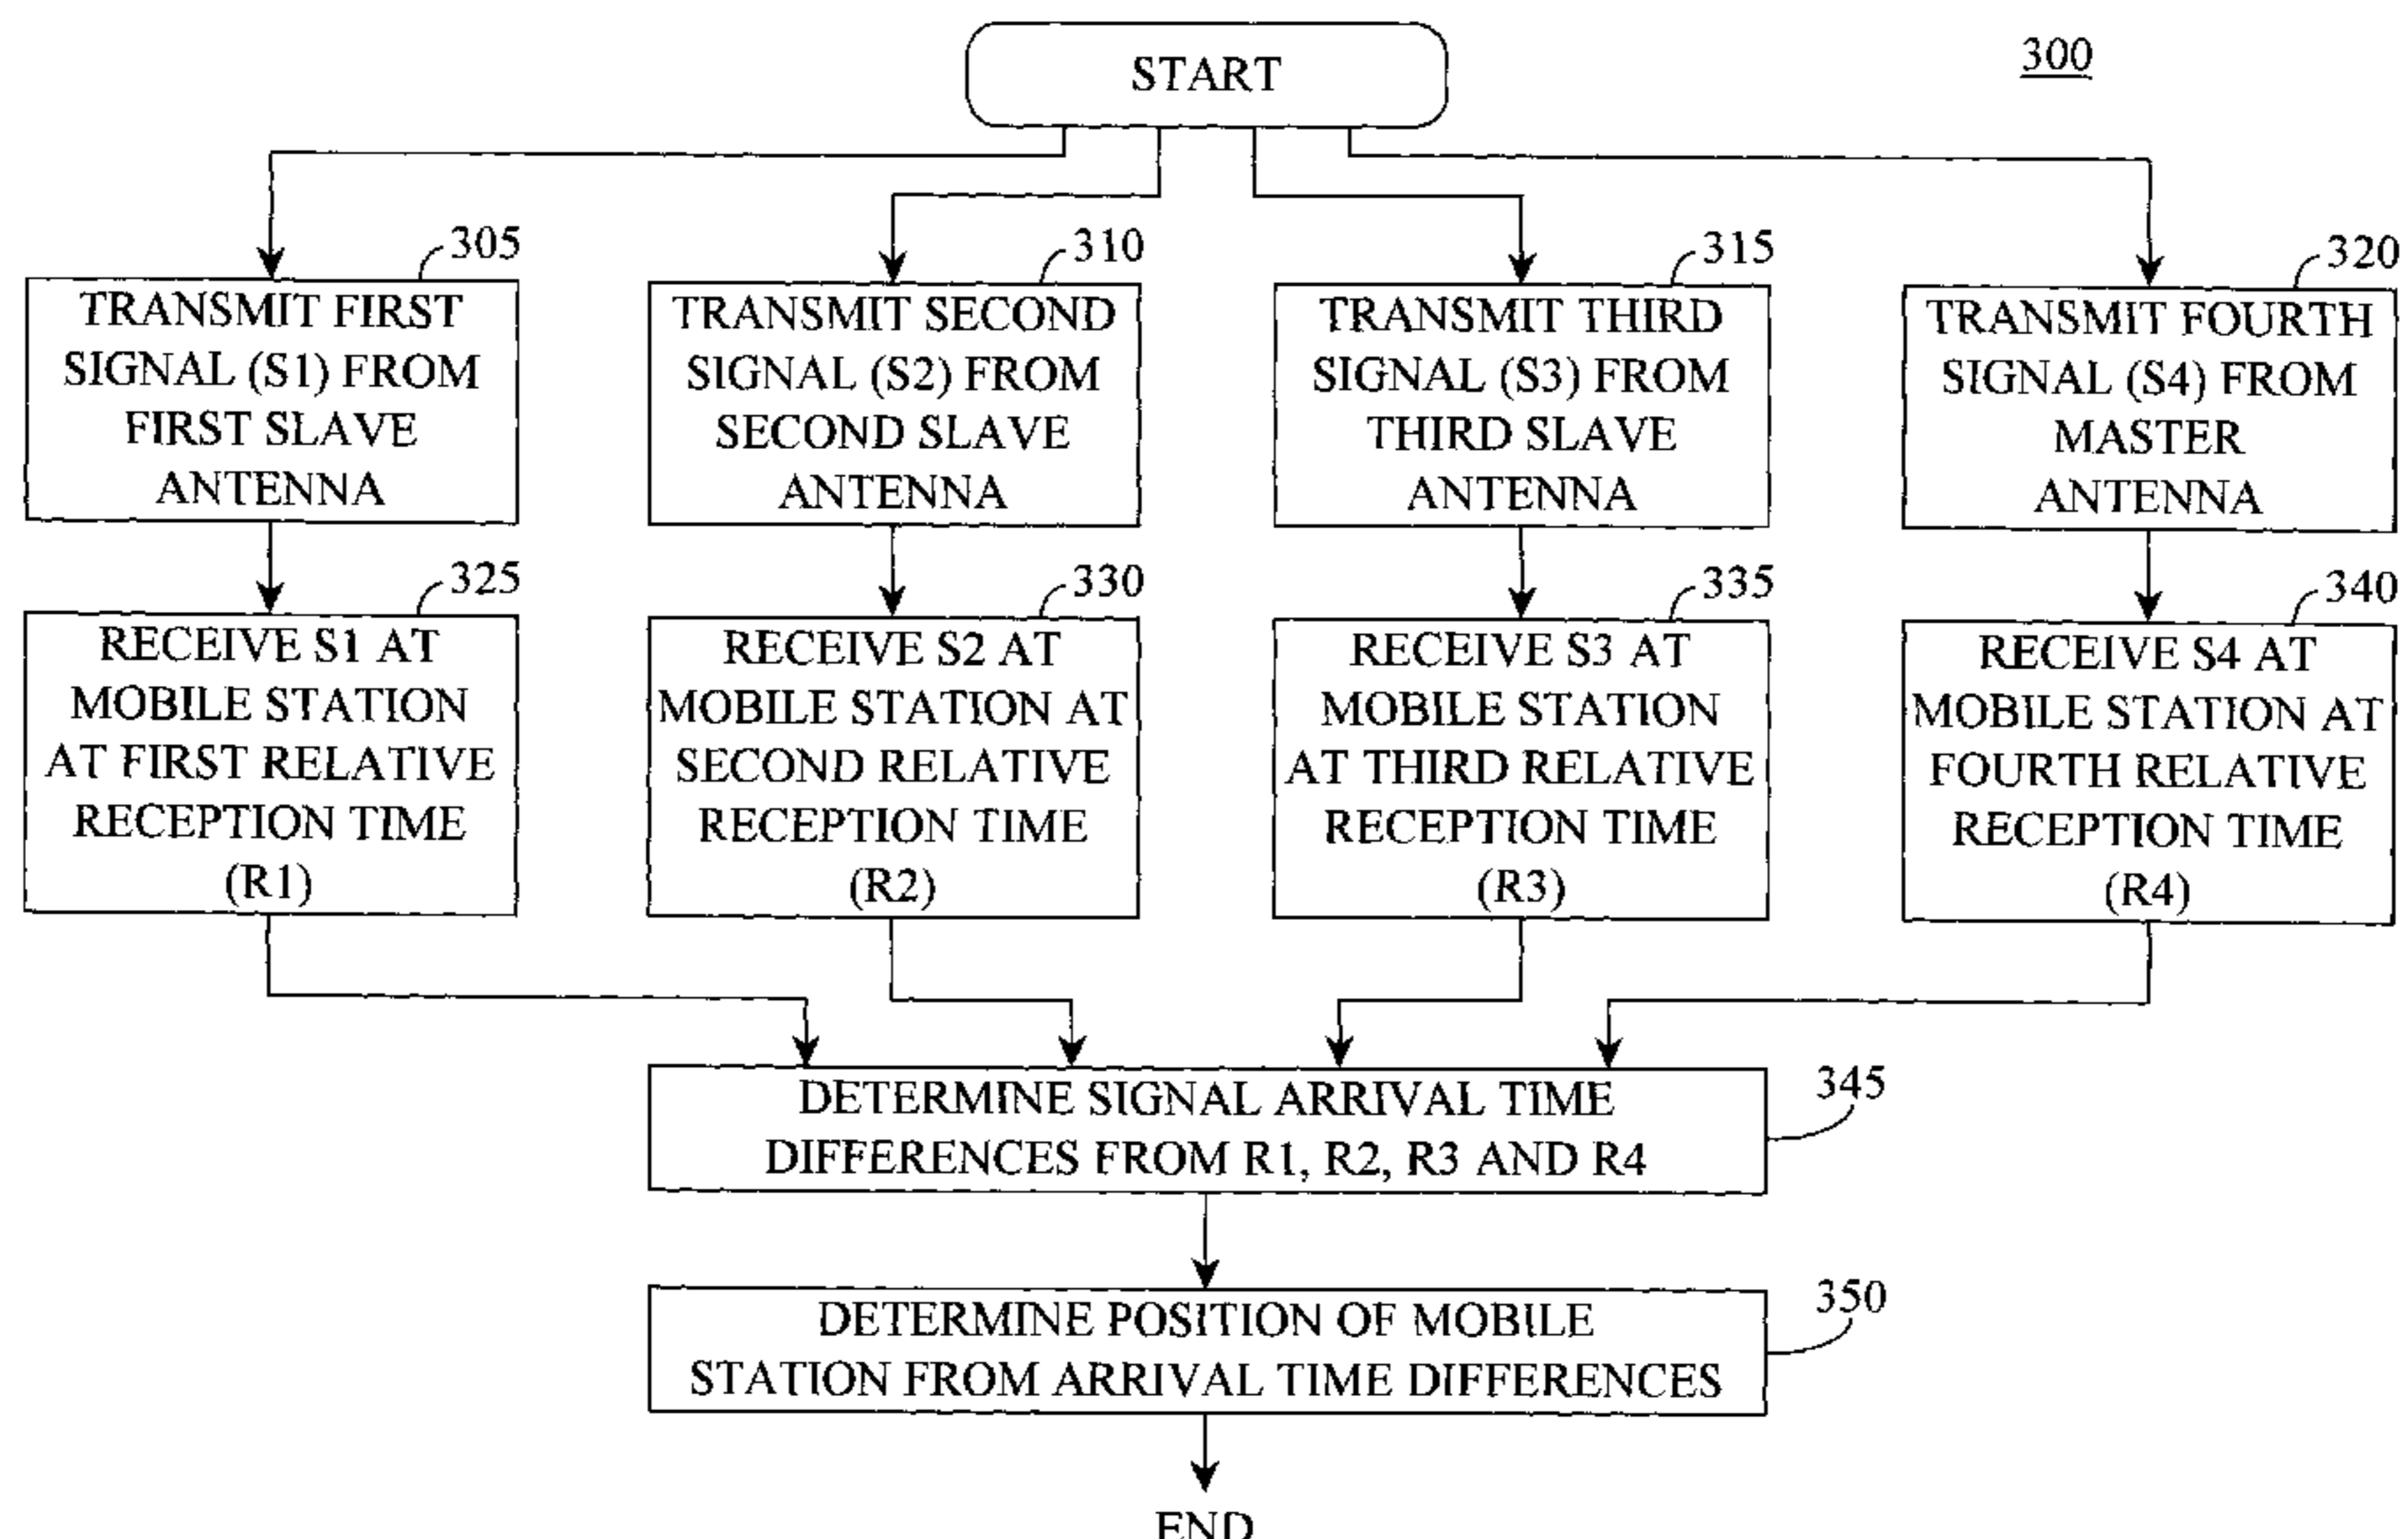 START
300
305
TRANSMIT FIRST
SIGNAL (S1) FROM
FIRST SLAVE
ANTENNA
310
TRANSMIT SECOND
SIGNAL (S2) FROM
SECOND SLAVE
ANTENNA
315
TRANSMIT THIRD
SIGNAL (S3) FROM
THIRD SLAVE
ANTENNA
320
TRANSMIT FOURTH
SIGNAL (S4) FROM
MASTER
ANTENNA
325
RECEIVE S1 AT
MOBILE STATION
AT FIRST RELATIVE
RECEPTION TIME
(R1)
330
RECEIVE S2 AT
MOBILE STATION AT
SECOND RELATIVE
RECEPTION TIME
(R2)
335
RECEIVE S3 AT
MOBILE STATION
AT THIRD RELATIVE
RECEPTION TIME
(R3)
340
RECEIVE S4 AT
MOBILE STATION AT
FOURTH RELATIVE
RECEPTION TIME
(R4)
345
DETERMINE SIGNAL ARRIVAL TIME
DIFFERENCES FROM R1, R2, R3 AND R4
350
DETERMINE POSITION OF MOBILE
STATION FROM ARRIVAL TIME DIFFERENCES
END